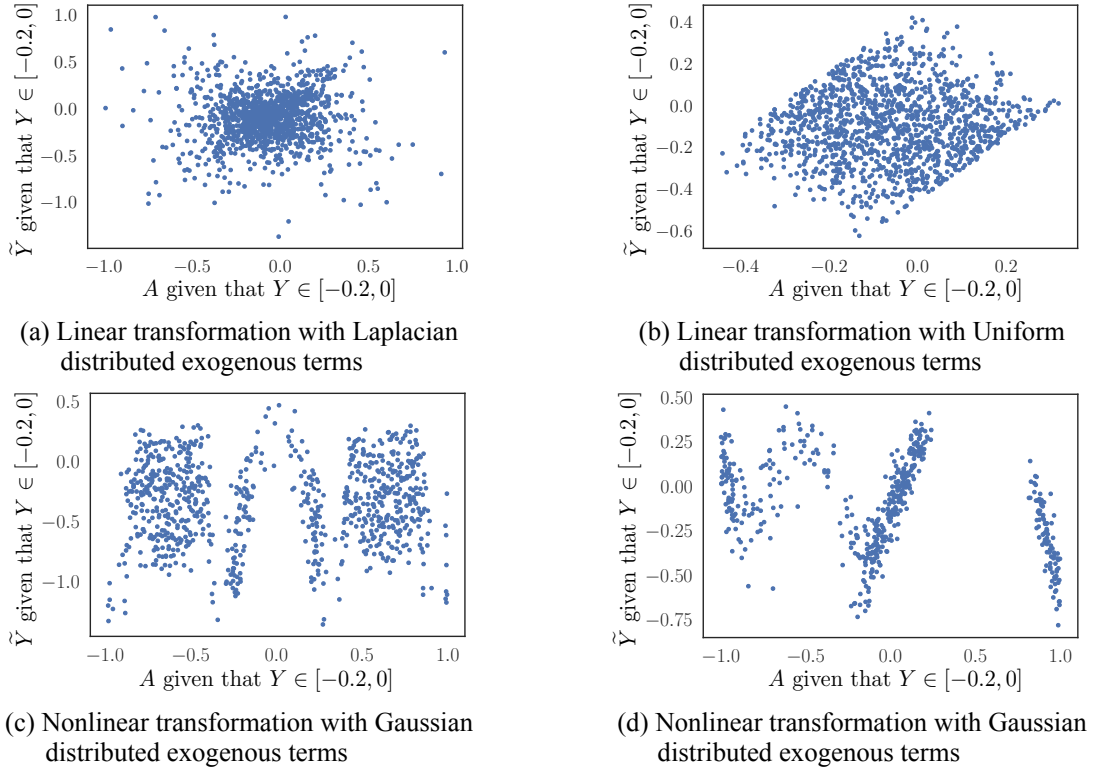 1.0
0.5
0.0
−0.5
−1.0
Ỹ given that Y ∈ [−0.2, 0]
−1.0 −0.5 0.0 0.5 1.0
A given that Y ∈ [−0.2, 0]
(a) Linear transformation with Laplacian
distributed exogenous terms
0.4
0.2
0.0
−0.2
−0.4
−0.6
Ỹ given that Y ∈ [−0.2, 0]
−0.4 −0.2 0.0 0.2
A given that Y ∈ [−0.2, 0]
(b) Linear transformation with Uniform
distributed exogenous terms
0.5
0.0
−0.5
−1.0
Ỹ given that Y ∈ [−0.2, 0]
−1.0 −0.5 0.0 0.5 1.0
A given that Y ∈ [−0.2, 0]
(c) Nonlinear transformation with Gaussian
distributed exogenous terms
0.50
0.25
0.00
−0.25
−0.50
−0.75
Ỹ given that Y ∈ [−0.2, 0]
−1.0 −0.5 0.0 0.5 1.0
A given that Y ∈ [−0.2, 0]
(d) Nonlinear transformation with Gaussian
distributed exogenous terms